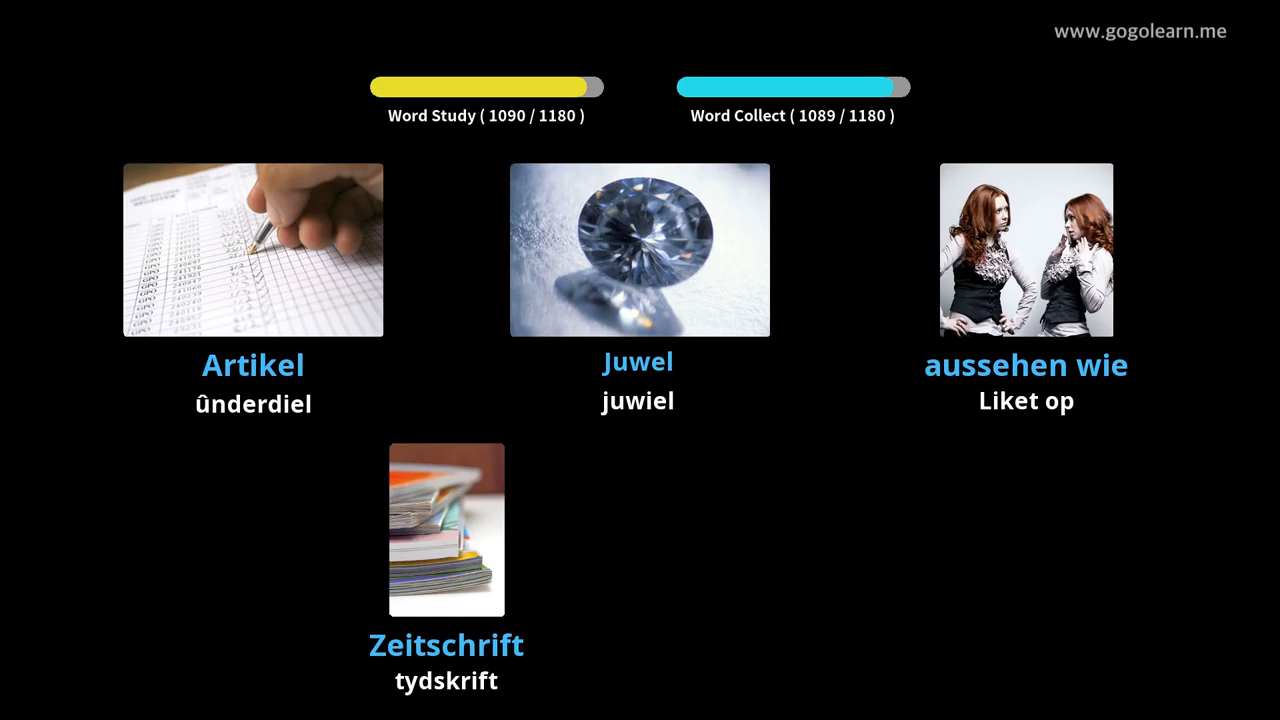 www.gogolearn.me
Word Study ( 1090 / 1180 )
Word Collect ( 1089 / 1180 )
Artikel
ûnderdiel
Juwel
juwiel
aussehen wie
Liket op
Zeitschrift
tydskrift